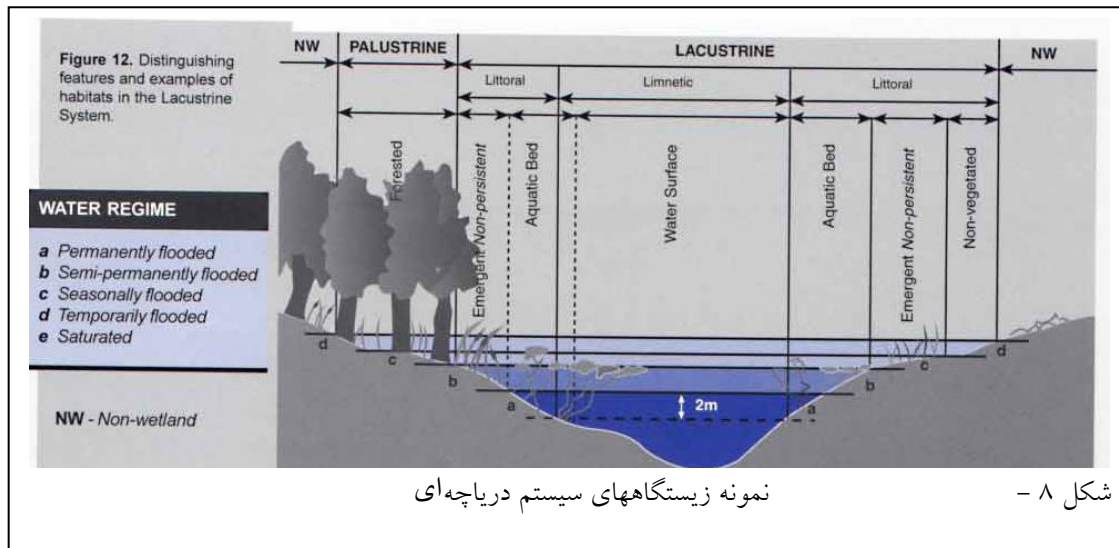 Figure 12. Distinguishing
features and examples of
habitats in the Lacustrine
System.
NW PALUSTRINE LACUSTRINE NW
Littoral Limnetic Littoral
Forested
Emergent Non-persistent
Aquatic Bed
Water Surface
Aquatic Bed
Emergent Non-persistent
Non-vegetated
WATER REGIME
a Permanently flooded
b Semi-permanently flooded
c Seasonally flooded
d Temporarily flooded
e Saturated
NW - Non-wetland
d d
c c
b b
a 2m a
شکل ۸ - نمونه زیستگاههای سیستم دریاچه‌ای